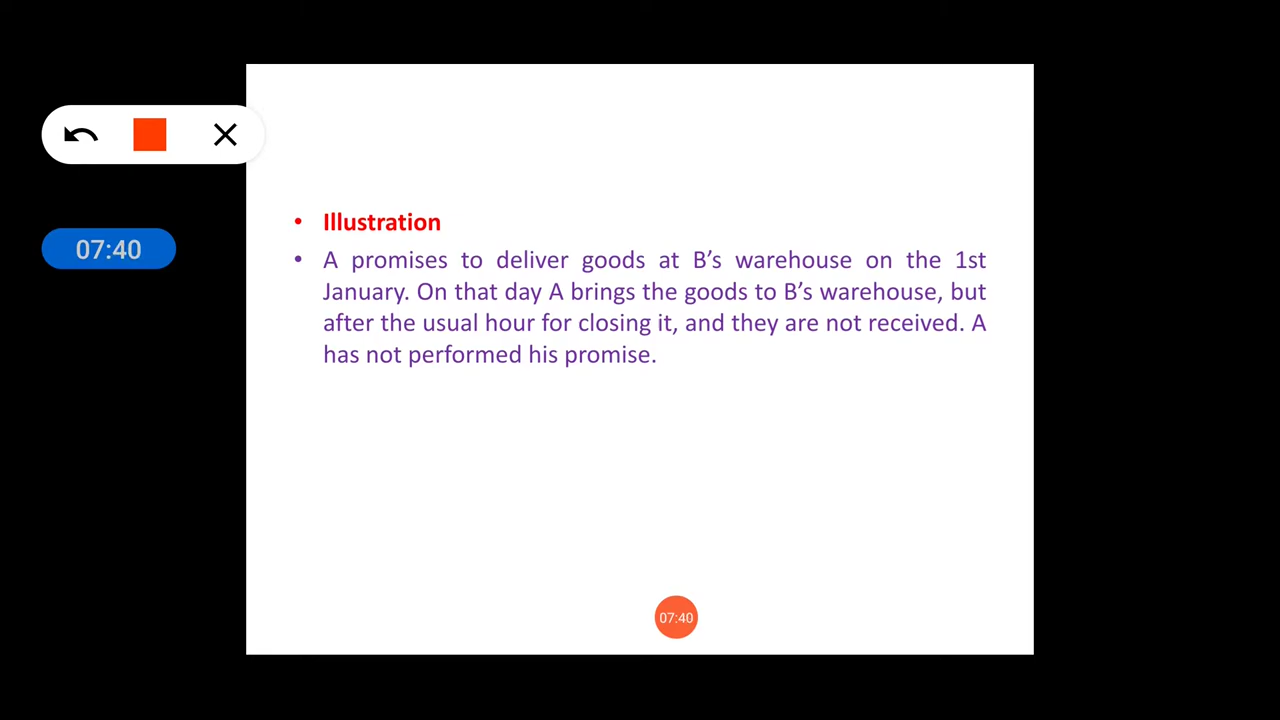 Illustration
07:40
A promises to deliver goods at B’s warehouse on the 1st
January. On that day A brings the goods to B’s warehouse, but
after the usual hour for closing it, and they are not received. A
has not performed his promise.
07:40